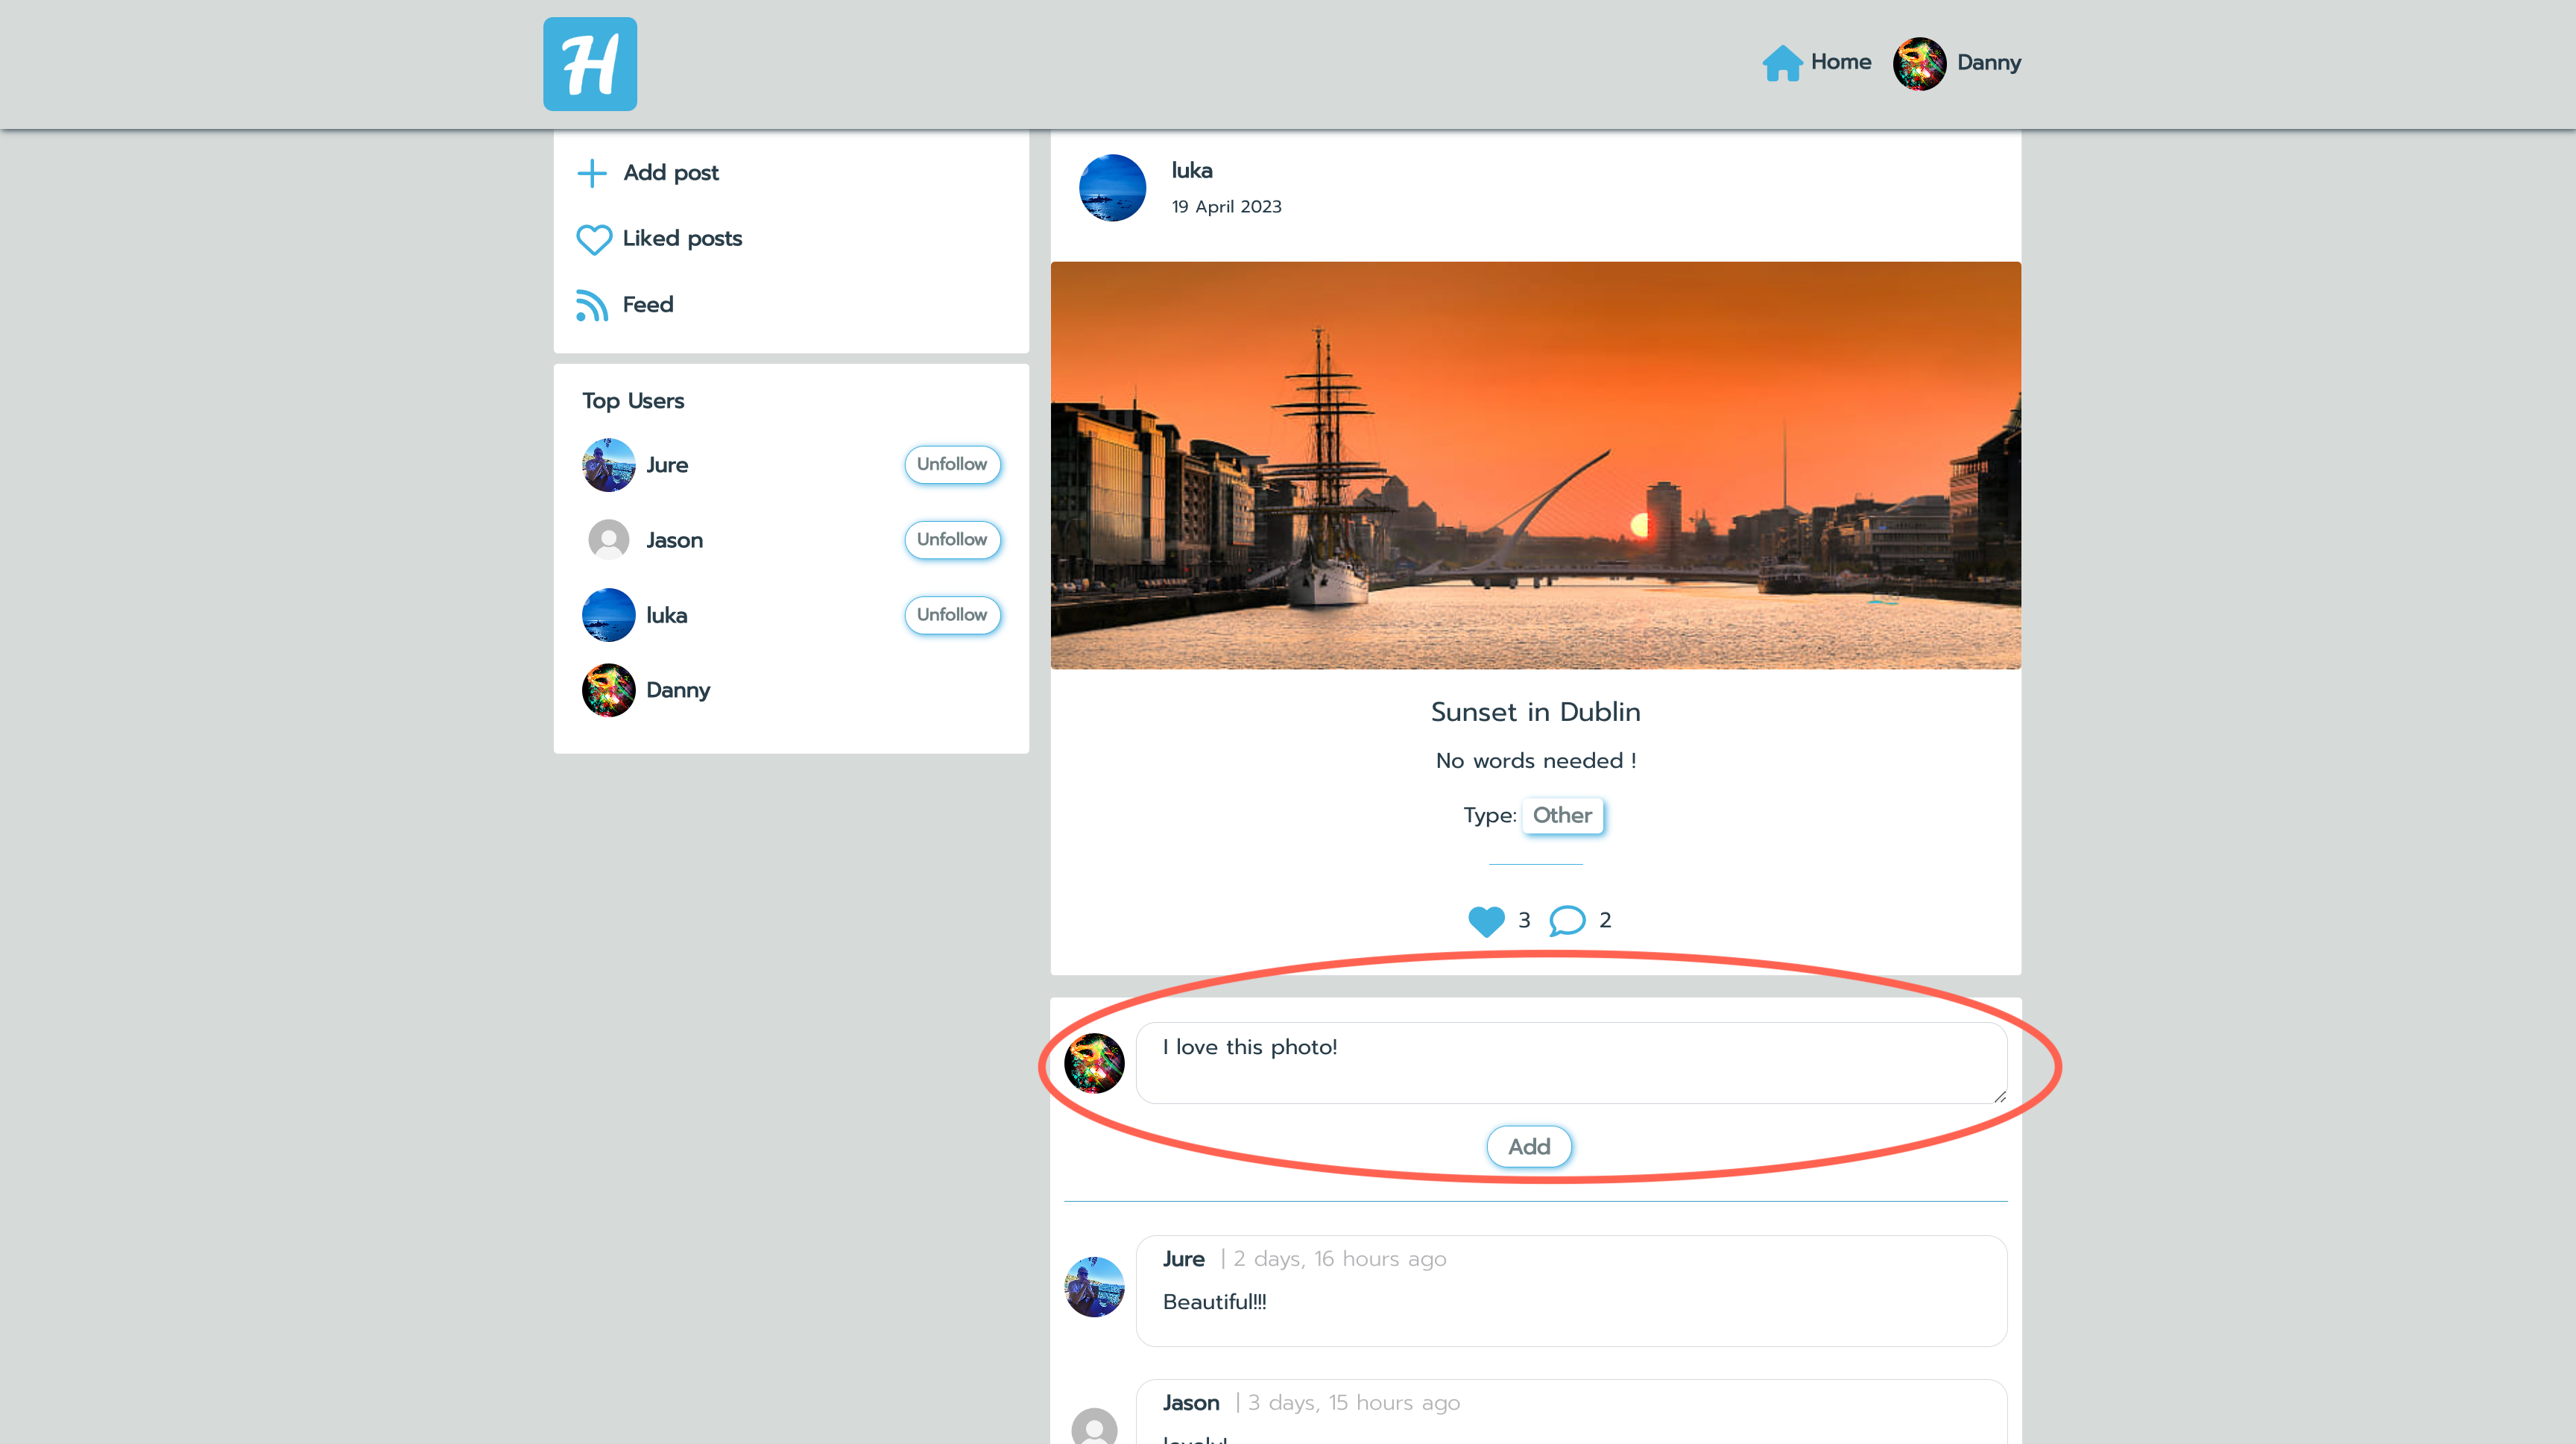 H
Home
Danny
Add post
Liked posts
Feed
Top Users
Jure
Unfollow
Jason
Unfollow
luka
Unfollow
Danny
luka
19 April 2023
Sunset in Dublin
No words needed !
Type: Other
3 2
I love this photo!
Add
Jure | 2 days, 16 hours ago
Beautiful!!!
Jason | 3 days, 15 hours ago